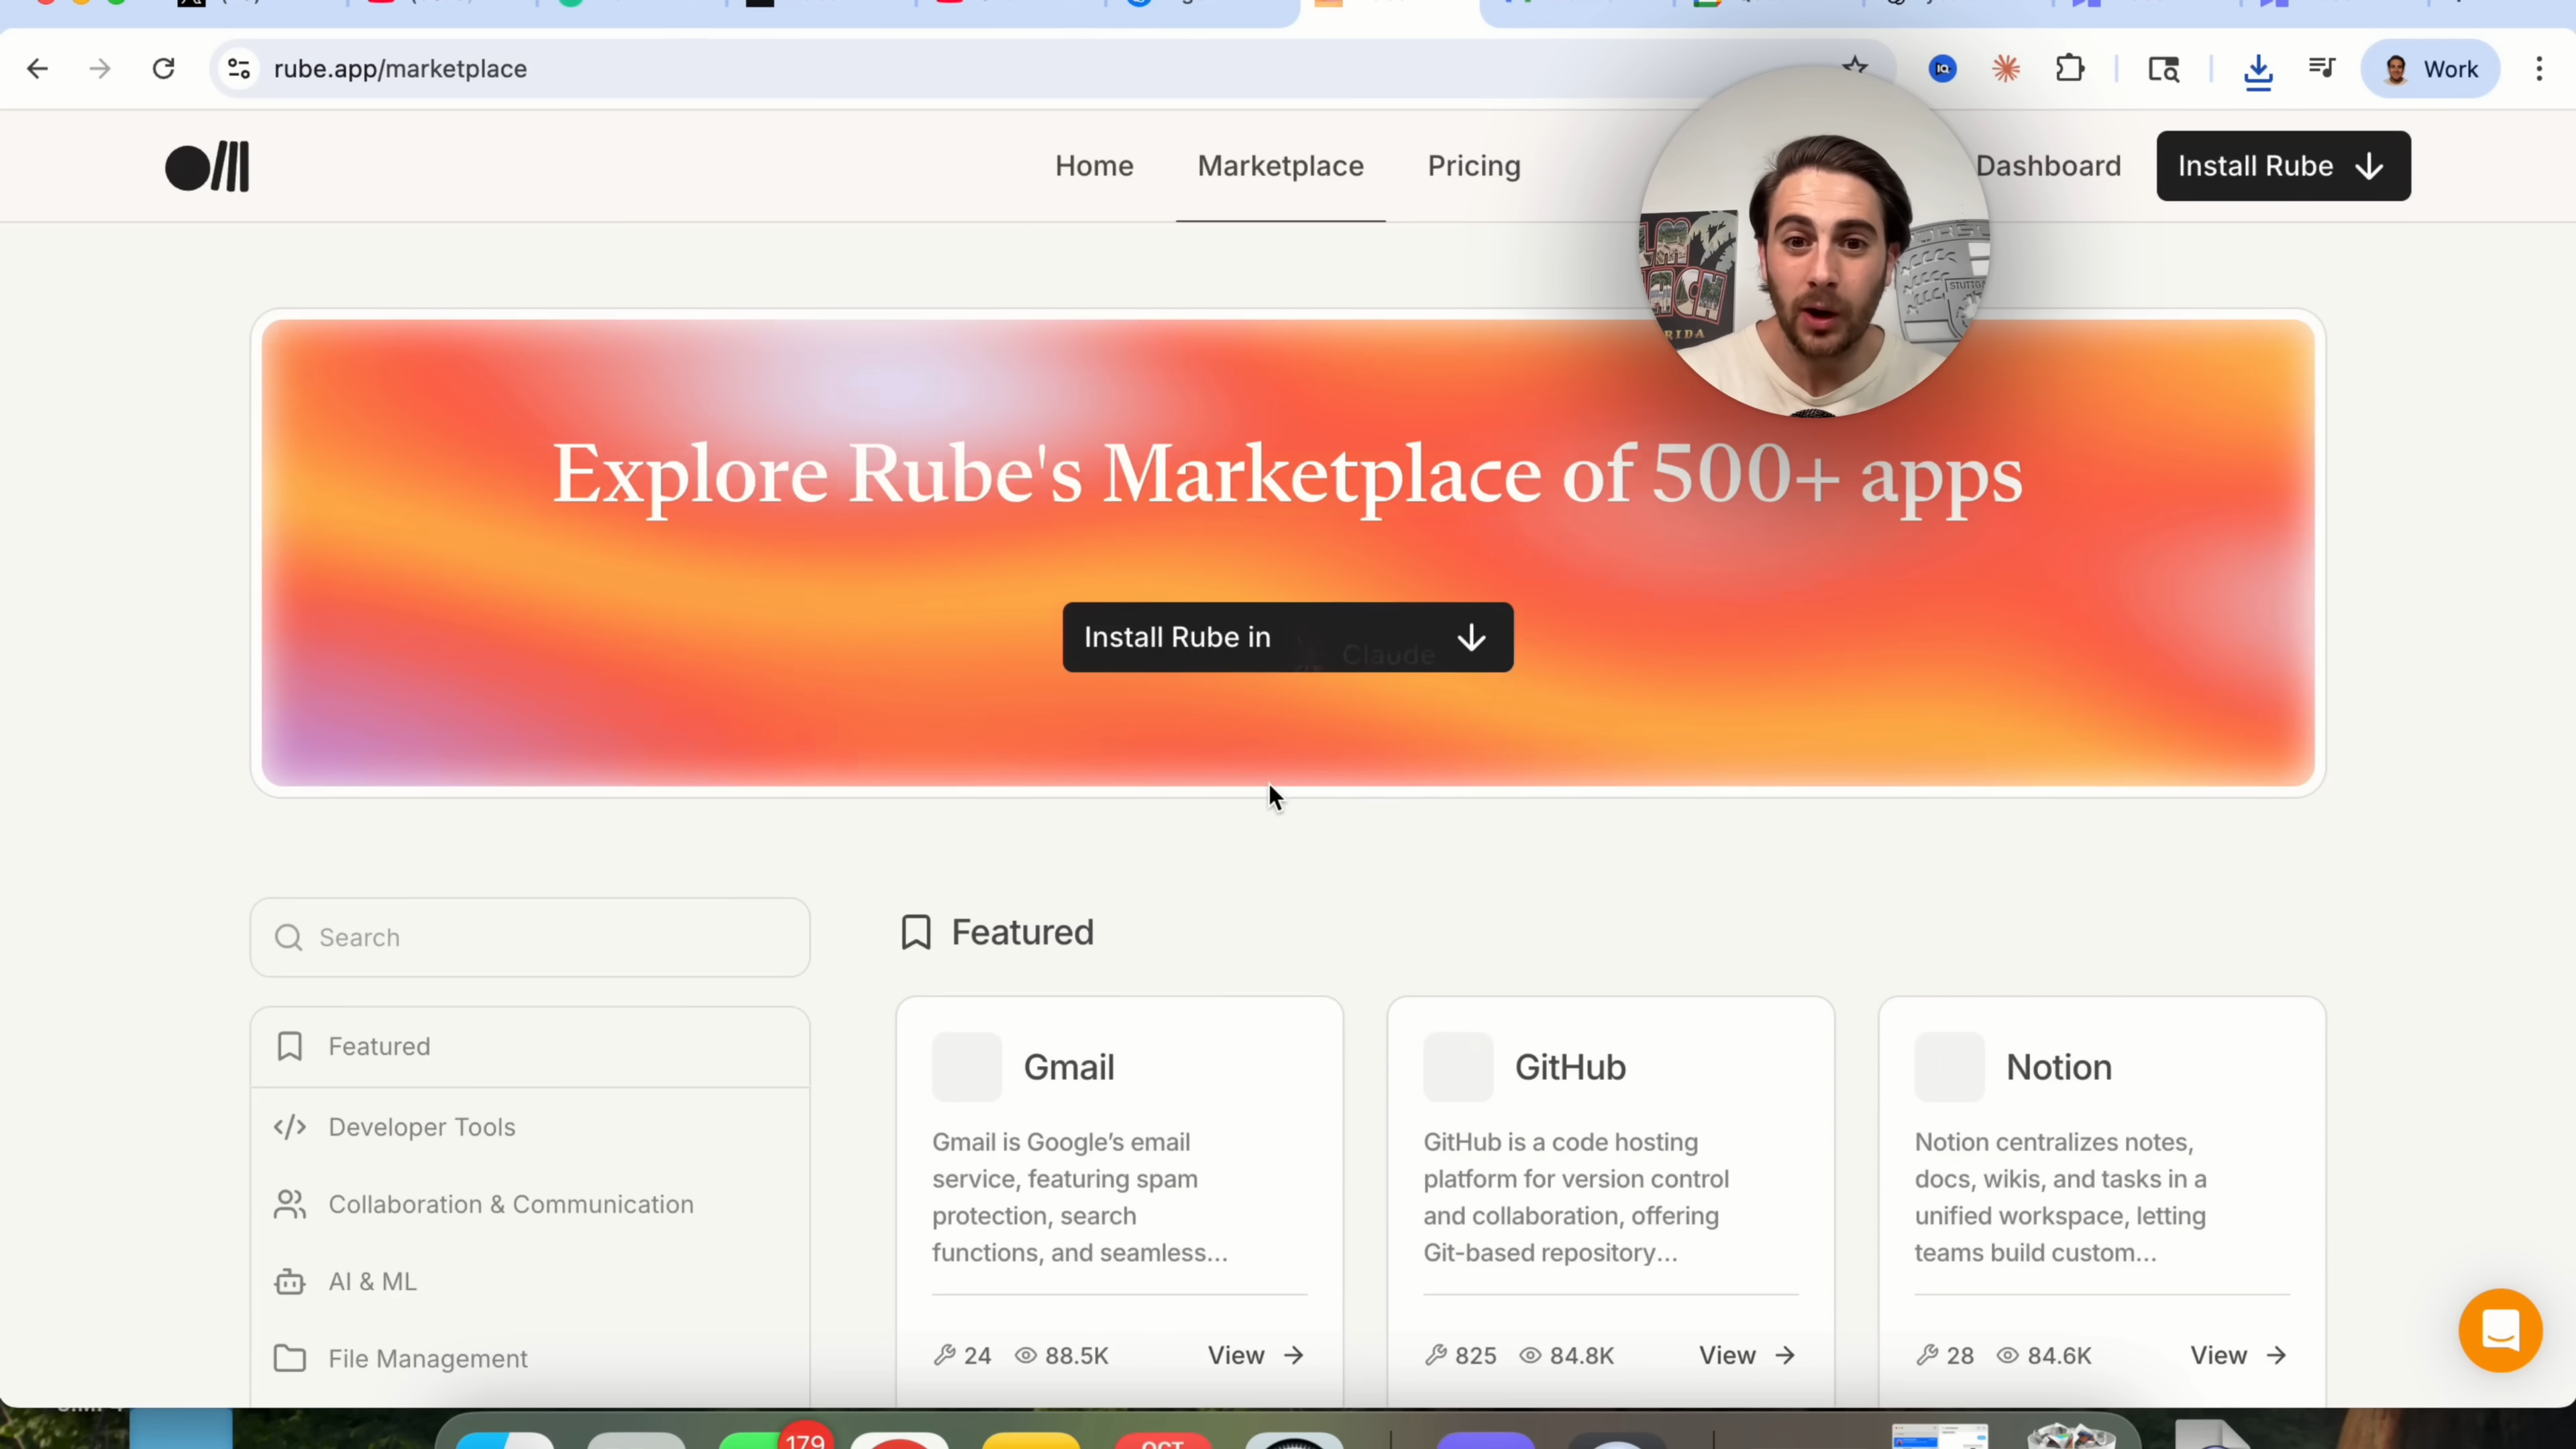 rube.app/marketplace
Work
Home
Marketplace
Pricing
Dashboard
Install Rube
STUTTG
RIDA
Explore Rube's Marketplace of 500+ apps
Install Rube in
Claude
Search
Featured
Featured
Developer Tools
Collaboration & Communication
AI & ML
File Management
Gmail
Gmail is Google's email
service, featuring spam
protection, search
functions, and seamless...
24
88.5K
View
GitHub
GitHub is a code hosting
platform for version control
and collaboration, offering
Git-based repository...
825
84.8K
View
Notion
Notion centralizes notes,
docs, wikis, and tasks in a
unified workspace, letting
teams build custom...
28
84.6K
View
179
OCT